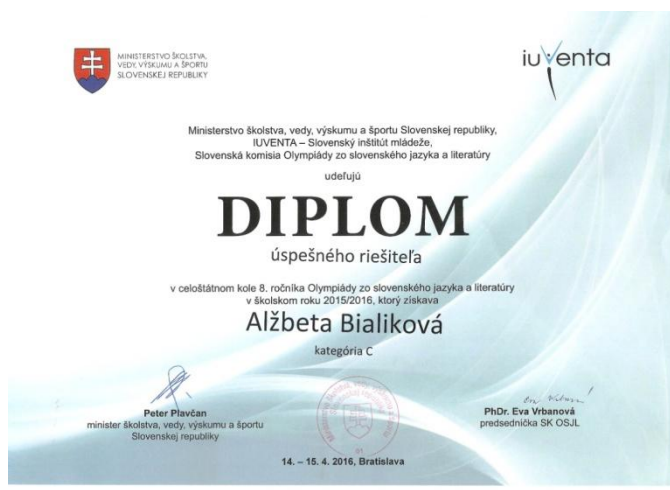 MINISTERSTVO ŠKOLSTVA,
VEDY, VÝSKUMU A ŠPORTU
SLOVENSKEJ REPUBLIKY
iuventa
Ministerstvo školstva, vedy, výskumu a športu Slovenskej republiky,
IUVENTA – Slovenský inštitút mládeže,
Slovenská komisia Olympiády zo slovenského jazyka a literatúry
udeľujú
DIPLOM
úspešného riešiteľa
v celoštátnom kole 8. ročníka Olympiády zo slovenského jazyka a literatúry
v školskom roku 2015/2016, ktorý získava
Alžbeta Bialiková
kategória C
Peter Plavčan
minister školstva, vedy, výskumu a športu
Slovenskej republiky
PhDr. Eva Vrbanová
predsedníčka SK OSJL
14. – 15. 4. 2016, Bratislava